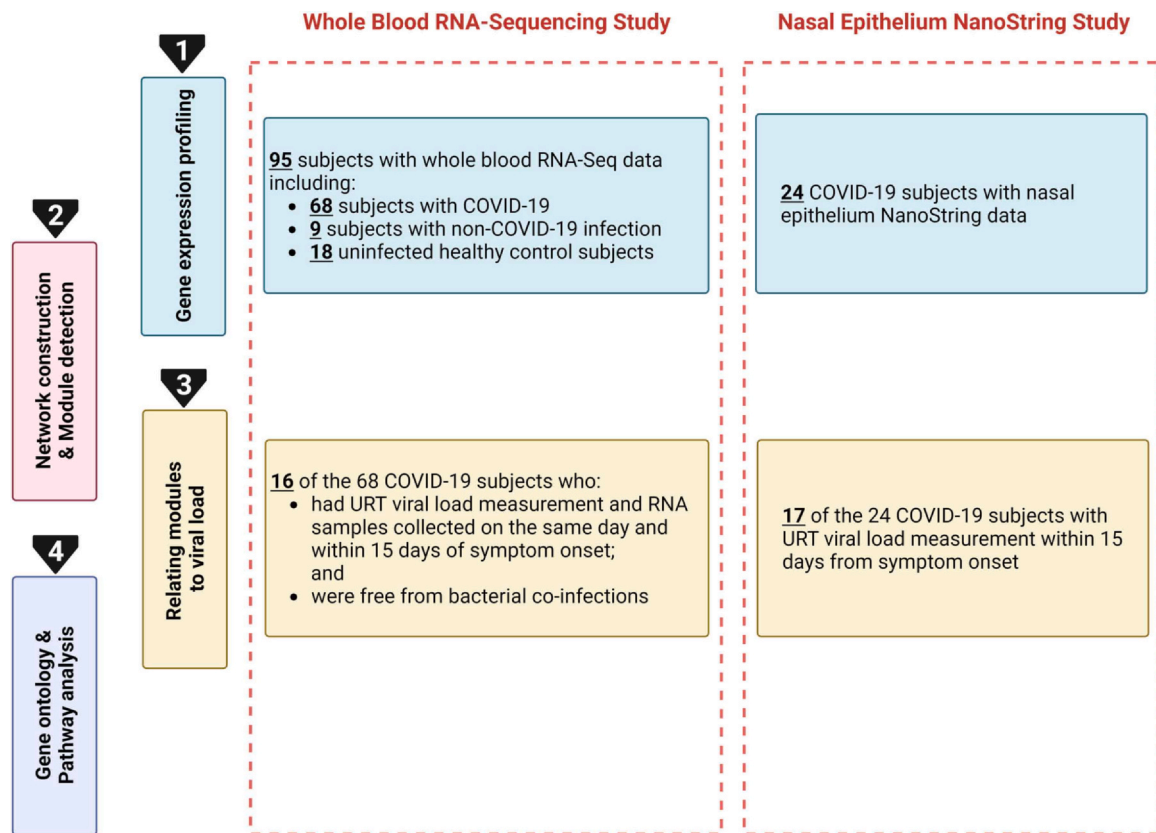 Whole Blood RNA-Sequencing Study
Nasal Epithelium NanoString Study
1
Gene expression profiling
95 subjects with whole blood RNA-Seq data
including:
• 68 subjects with COVID-19
• 9 subjects with non-COVID-19 infection
• 18 uninfected healthy control subjects
24 COVID-19 subjects with nasal
epithelium NanoString data
2
Network construction
& Module detection
3
Relating modules
to viral load
16 of the 68 COVID-19 subjects who:
• had URT viral load measurement and RNA
samples collected on the same day and
within 15 days of symptom onset;
and
• were free from bacterial co-infections
17 of the 24 COVID-19 subjects with
URT viral load measurement within 15
days from symptom onset
4
Gene ontology &
Pathway analysis